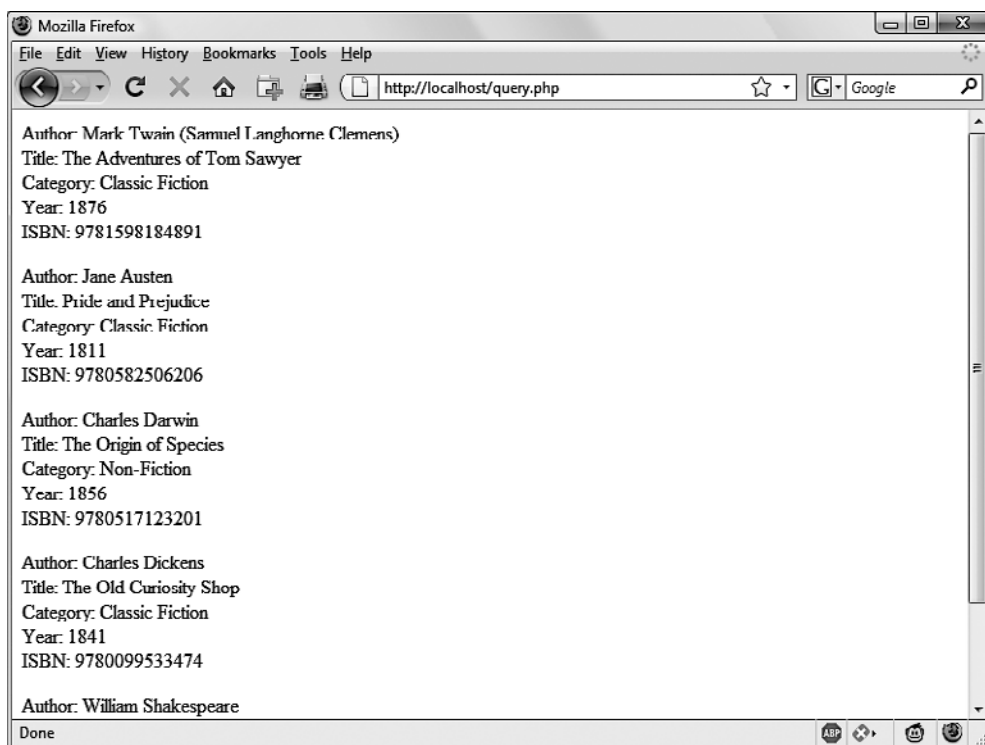 Mozilla Firefox
File Edit View History Bookmarks Tools Help
http://localhost/query.php
G Google
Author: Mark Twain (Samuel Langhorne Clemens)
Title: The Adventures of Tom Sawyer
Category: Classic Fiction
Year: 1876
ISBN: 9781598184891
Author: Jane Austen
Title: Pride and Prejudice
Category: Classic Fiction
Year: 1811
ISBN: 9780582506206
Author: Charles Darwin
Title: The Origin of Species
Category: Non-Fiction
Year: 1856
ISBN: 9780517123201
Author: Charles Dickens
Title: The Old Curiosity Shop
Category: Classic Fiction
Year: 1841
ISBN: 9780099533474
Author: William Shakespeare
Done
ABP